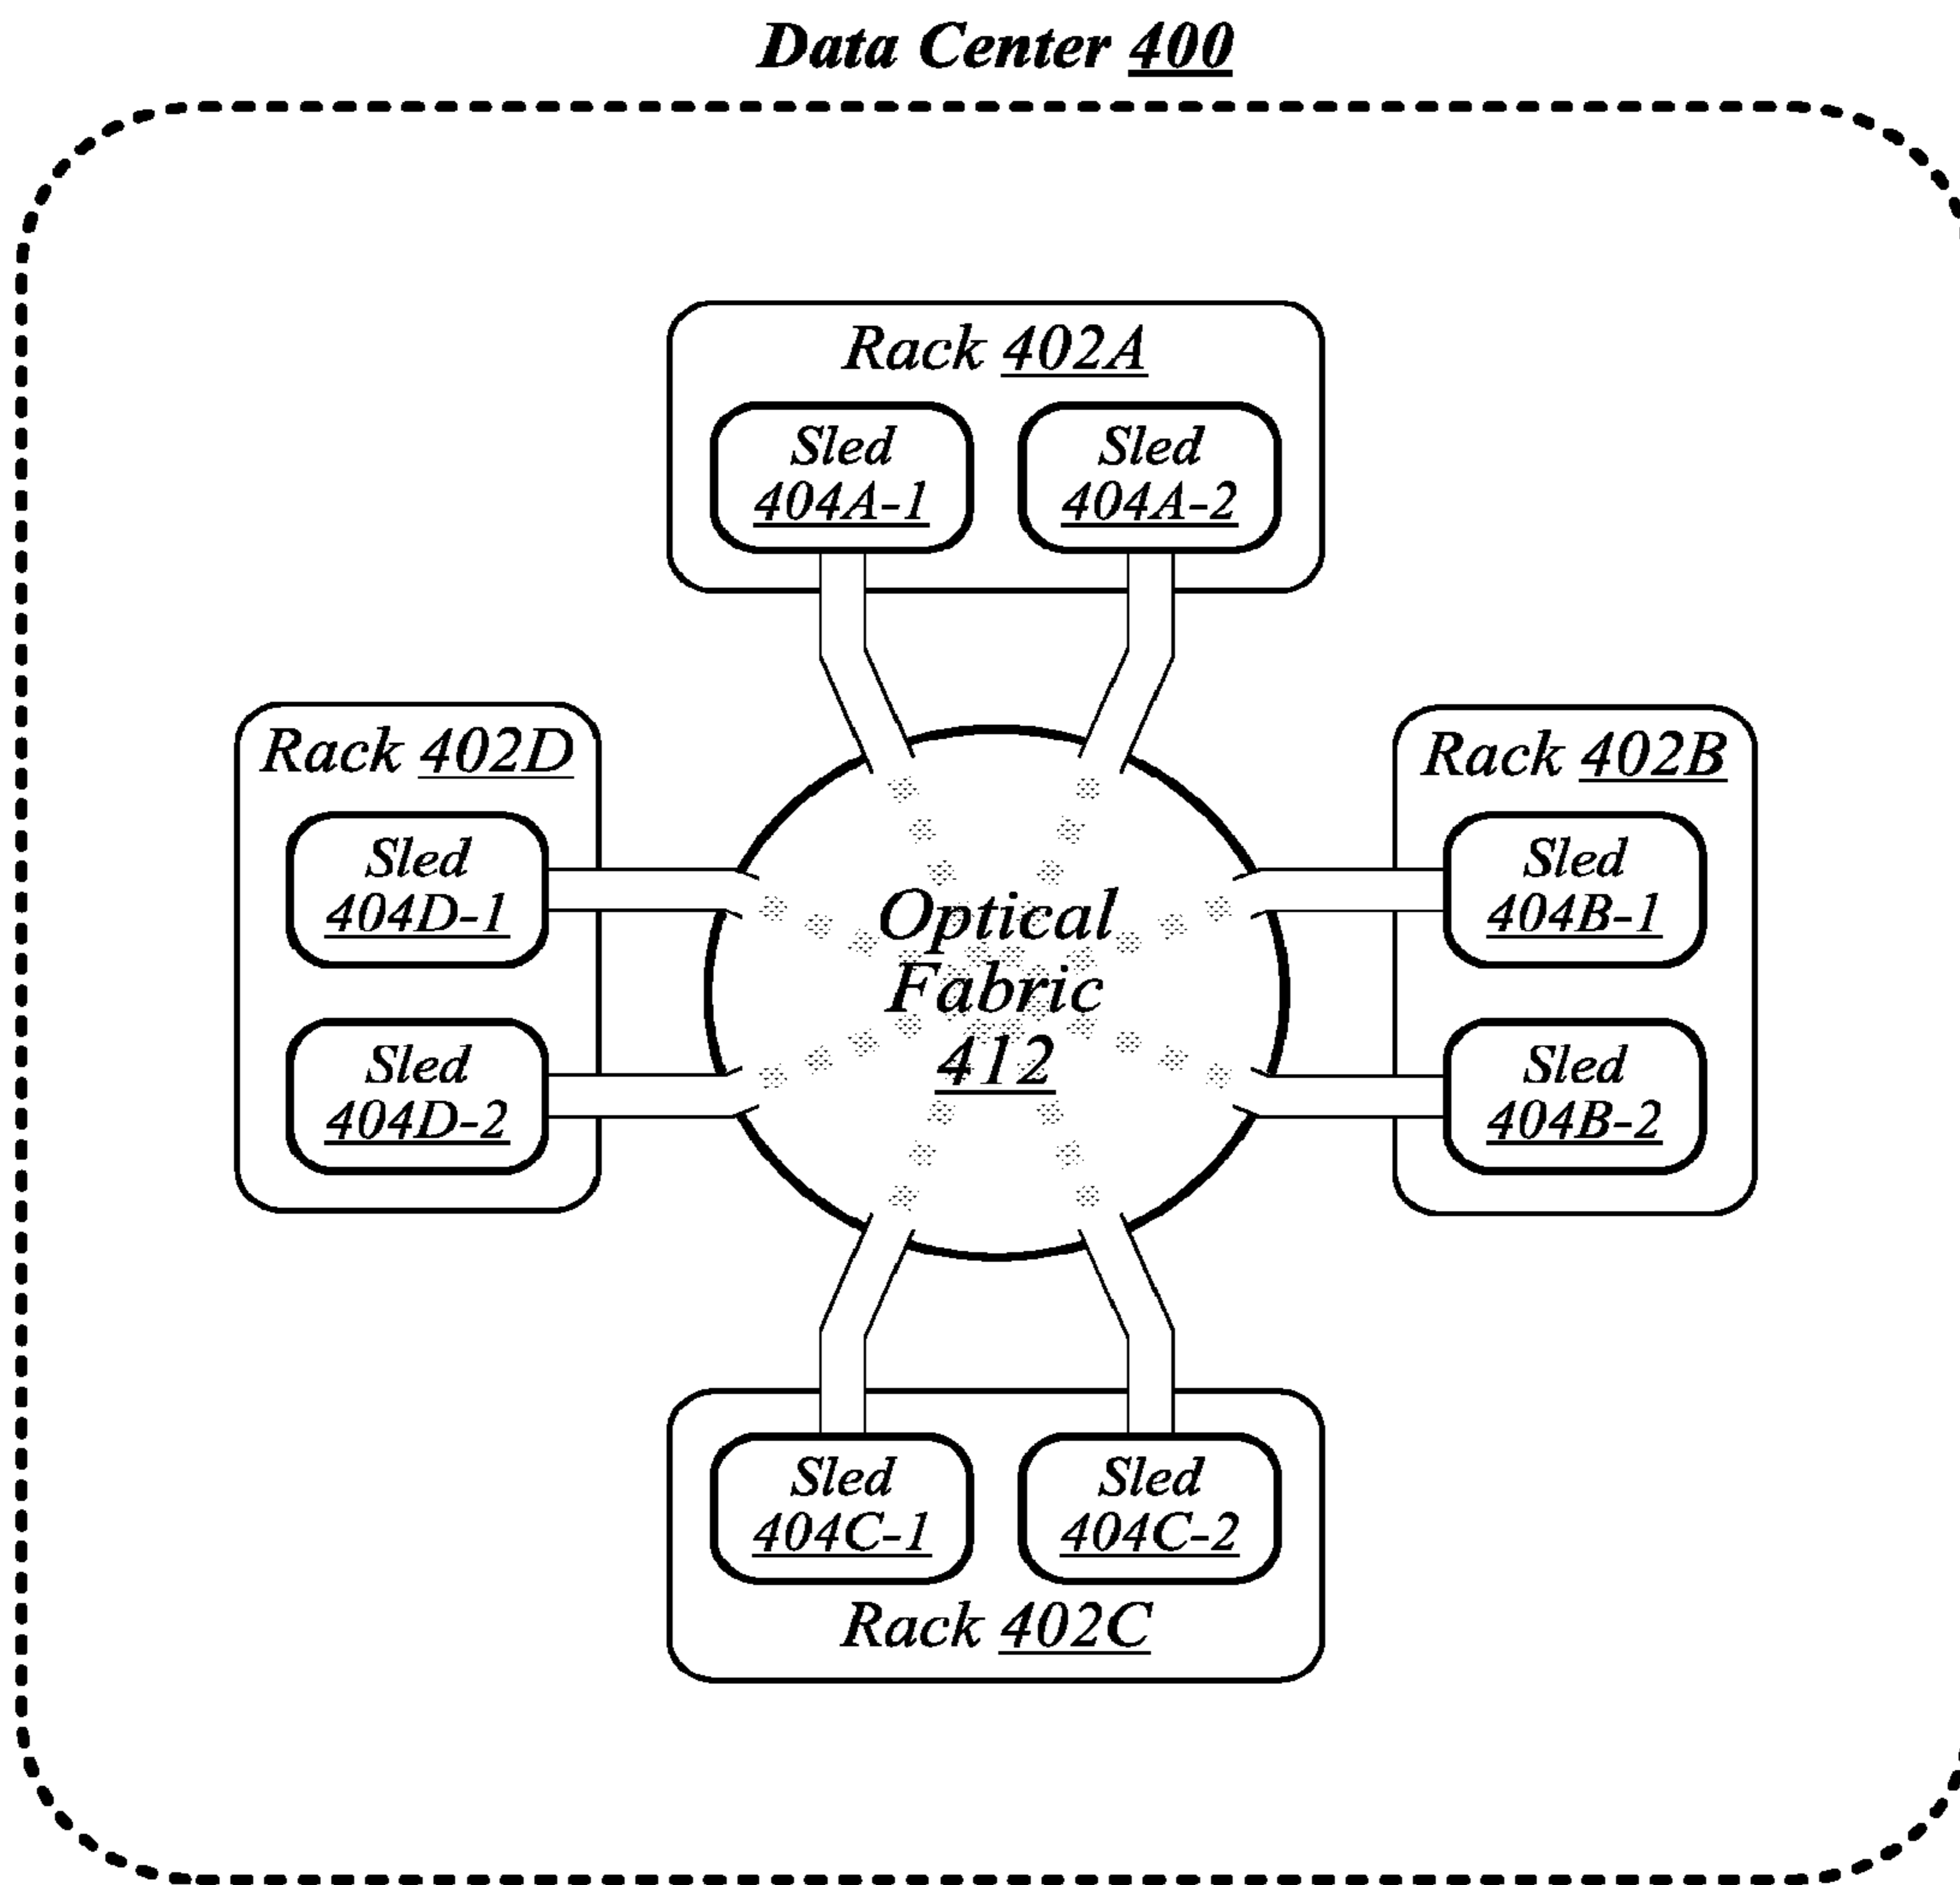 Data Center 400
Rack 402A
Sled
404A-1
Sled
404A-2
Rack 402D
Sled
404D-1
Sled
404D-2
Optical
Fabric
412
Rack 402B
Sled
404B-1
Sled
404B-2
Sled
404C-1
Sled
404C-2
Rack 402C